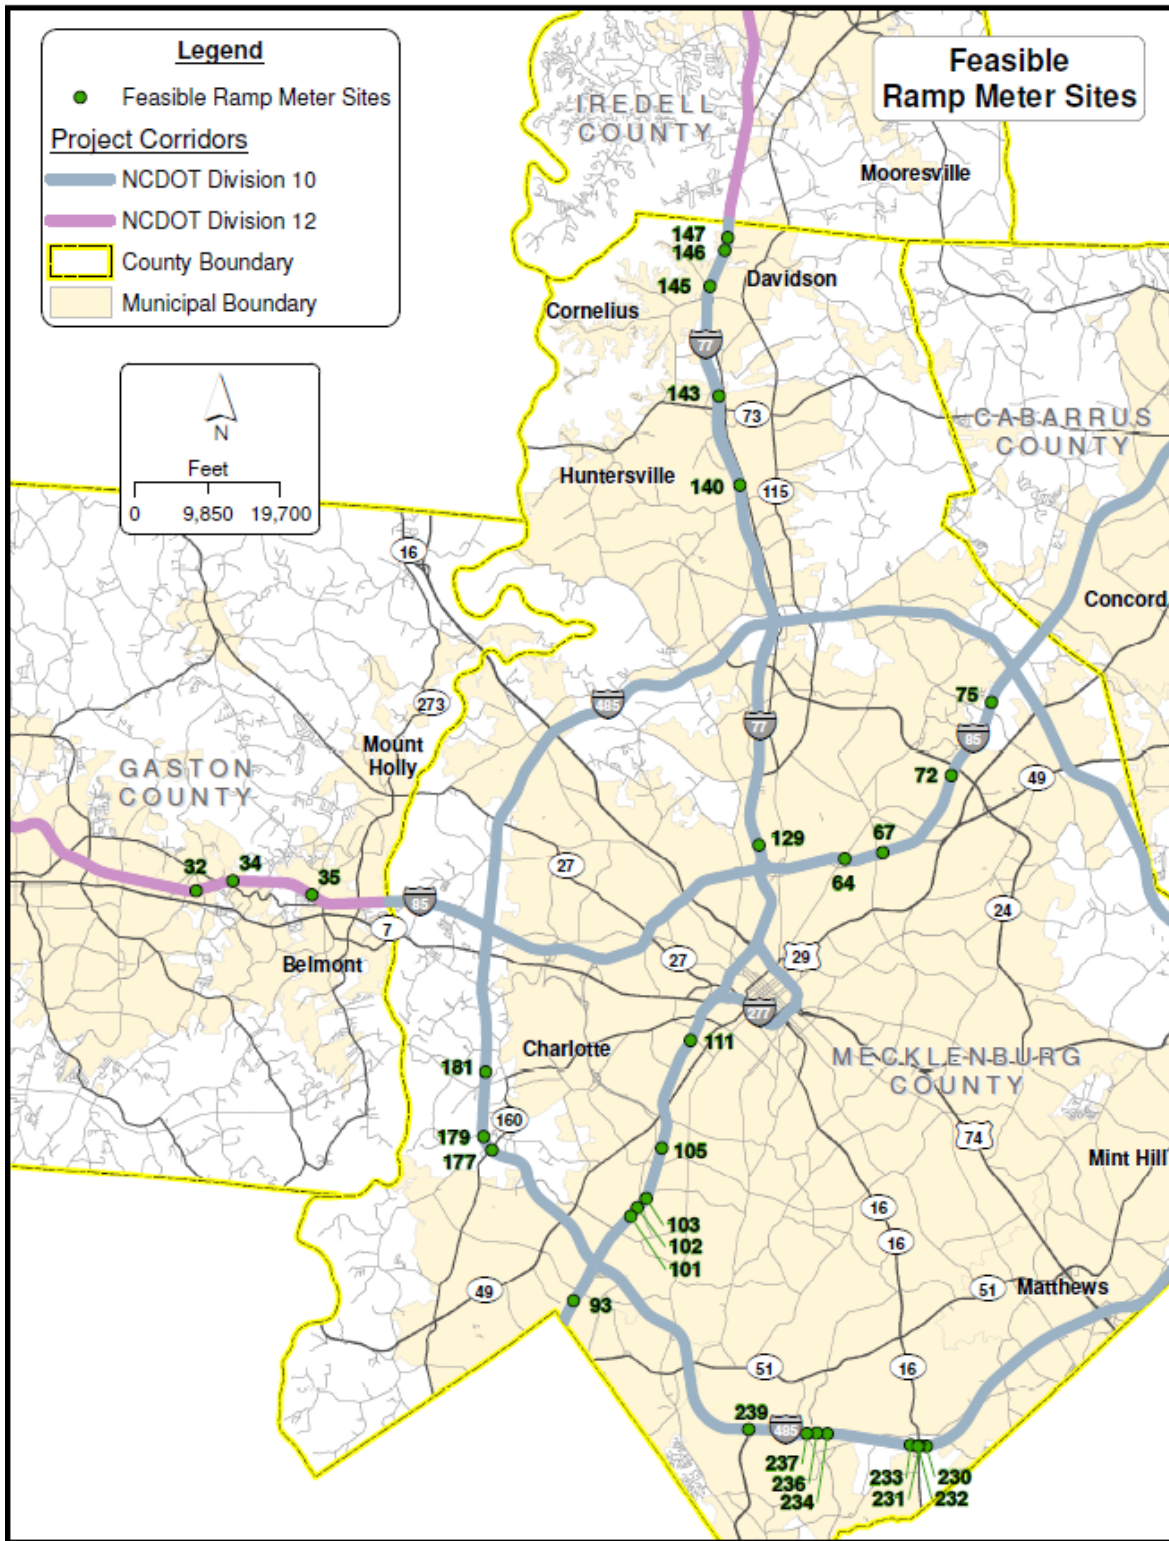 Legend
Feasible Ramp Meter Sites
Project Corridors
NCDOT Division 10
NCDOT Division 12
County Boundary
Municipal Boundary
Feasible
Ramp Meter Sites
IREDELL
COUNTY
Mooresville
147
146
Davidson
145
Cornelius
77
N
Feet
0 9,850 19,700
143
73
CABARRUS
COUNTY
Huntersville
140
115
16
Concord
273
485
75
77
85
Mount
Holly
GASTON
COUNTY
72
49
129
67
27
64
32
34
35
85
24
7
27
29
Belmont
277
111
Charlotte
MECKLENBURG
COUNTY
181
160
179
177
105
74
Mint Hill
103
102
101
16
16
49
93
51
Matthews
51
16
239
485
237
236
234
233
231
230
232